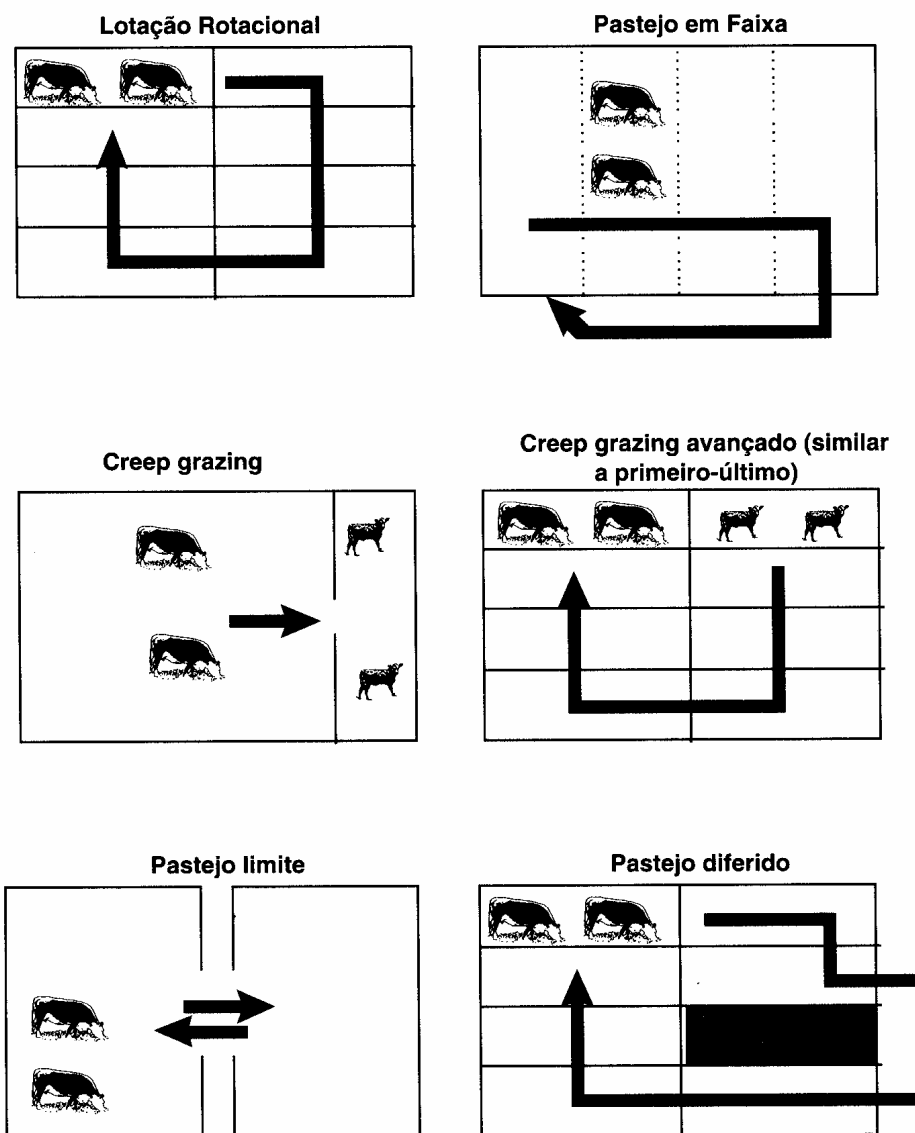 Lotação Rotacional
Pastejo em Faixa
Creep grazing
Creep grazing avançado (similar
a primeiro-último)
Pastejo limite
Pastejo diferido